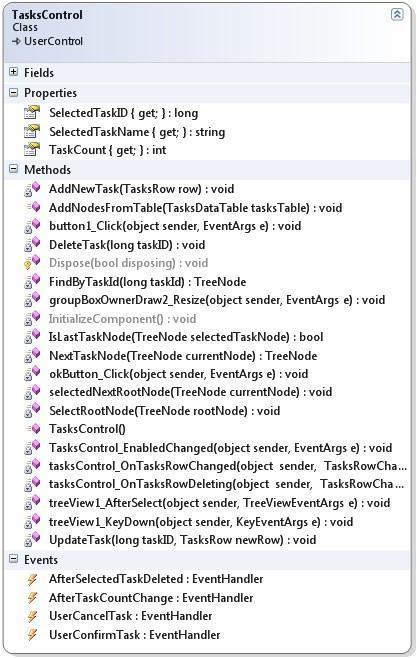 TasksControl
Class
UserControl
Fields
Properties
SelectedTaskID { get; } : long
SelectedTaskName { get; } : string
TaskCount { get; } : int
Methods
AddNewTask(TasksRow row) : void
AddNodesFromTable(TasksDataTable tasksTable) : void
button1_Click(object sender, EventArgs e) : void
DeleteTask(long taskID) : void
Dispose(bool disposing) : void
FindByTaskId(long taskId) : TreeNode
groupBoxOwnerDraw2_Resize(object sender, EventArgs e) : void
InitializeComponent() : void
IsLastTaskNode(TreeNode selectedTaskNode) : bool
NextTaskNode(TreeNode currentNode) : TreeNode
okButton_Click(object sender, EventArgs e) : void
selectedNextRootNode(TreeNode currentNode) : void
SelectRootNode(TreeNode rootNode) : void
TasksControl()
TasksControl_EnabledChanged(object sender, EventArgs e) : void
tasksControl_OnTasksRowChanged(object sender, TasksRowCha...
tasksControl_OnTasksRowDeleting(object sender, TasksRowCha...
treeView1_AfterSelect(object sender, TreeViewEventArgs e) : void
treeView1_KeyDown(object sender, KeyEventArgs e) : void
UpdateTask(long taskID, TasksRow newRow) : void
Events
AfterSelectedTaskDeleted : EventHandler
AfterTaskCountChange : EventHandler
UserCancelTask : EventHandler
UserConfirmTask : EventHandler